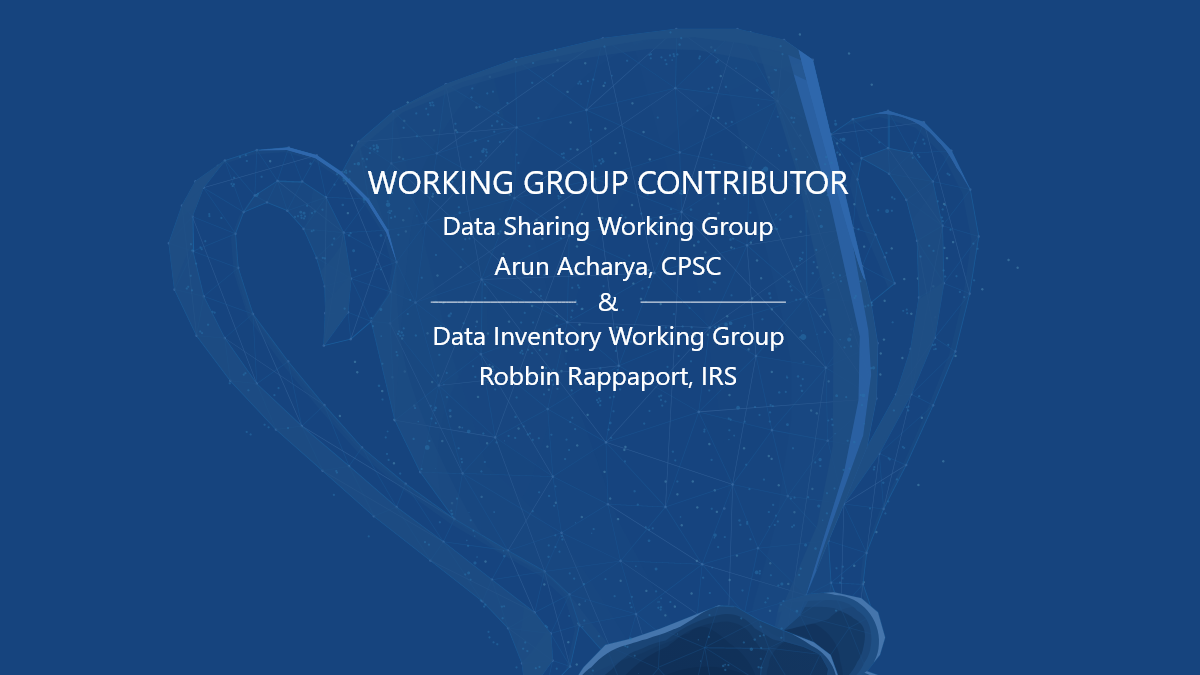 WORKING GROUP CONTRIBUTOR
Data Sharing Working Group
Arun Acharya, CPSC
&
Data Inventory Working Group
Robbin Rappaport, IRS